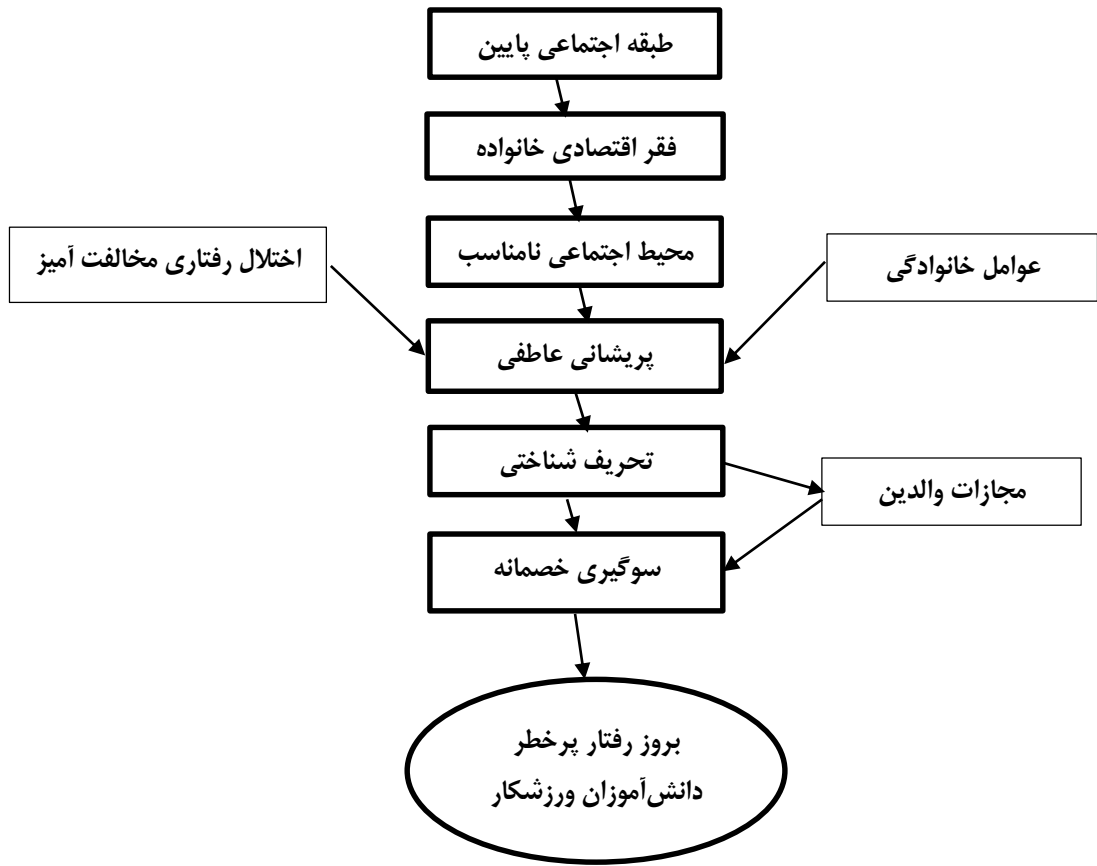 طبقه اجتماعی پایین
فقر اقتصادی خانواده
محیط اجتماعی نامناسب
اختلال رفتاری مخالفت آمیز
عوامل خانوادگی
پریشانی عاطفی
تحریف شناختی
مجازات والدین
سوگیری خصمانه
بروز رفتار پرخطر
دانش‌آموزان ورزشکار